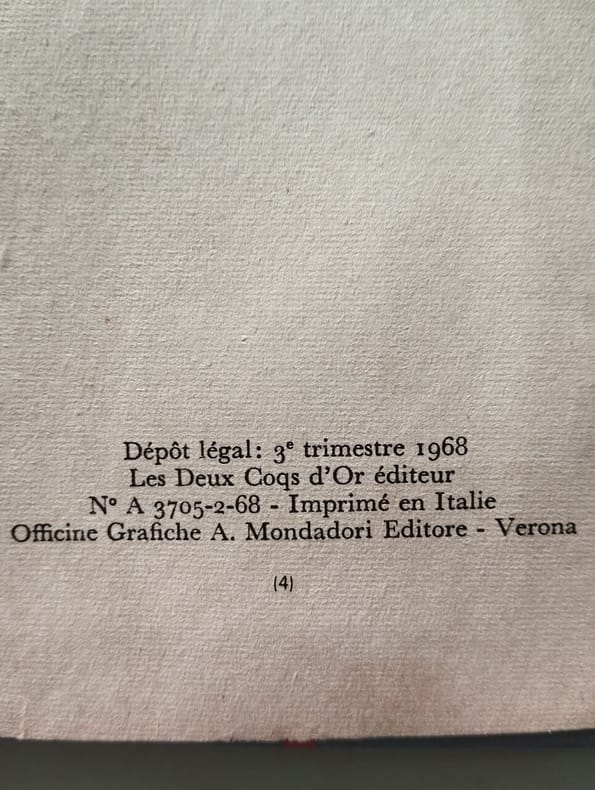 Dépôt légal: 3e trimestre 1968
Les Deux Coqs d'Or éditeur
N° A 3705-2-68 - Imprimé en Italie
Officine Grafiche A. Mondadori Editore - Verona
(4)